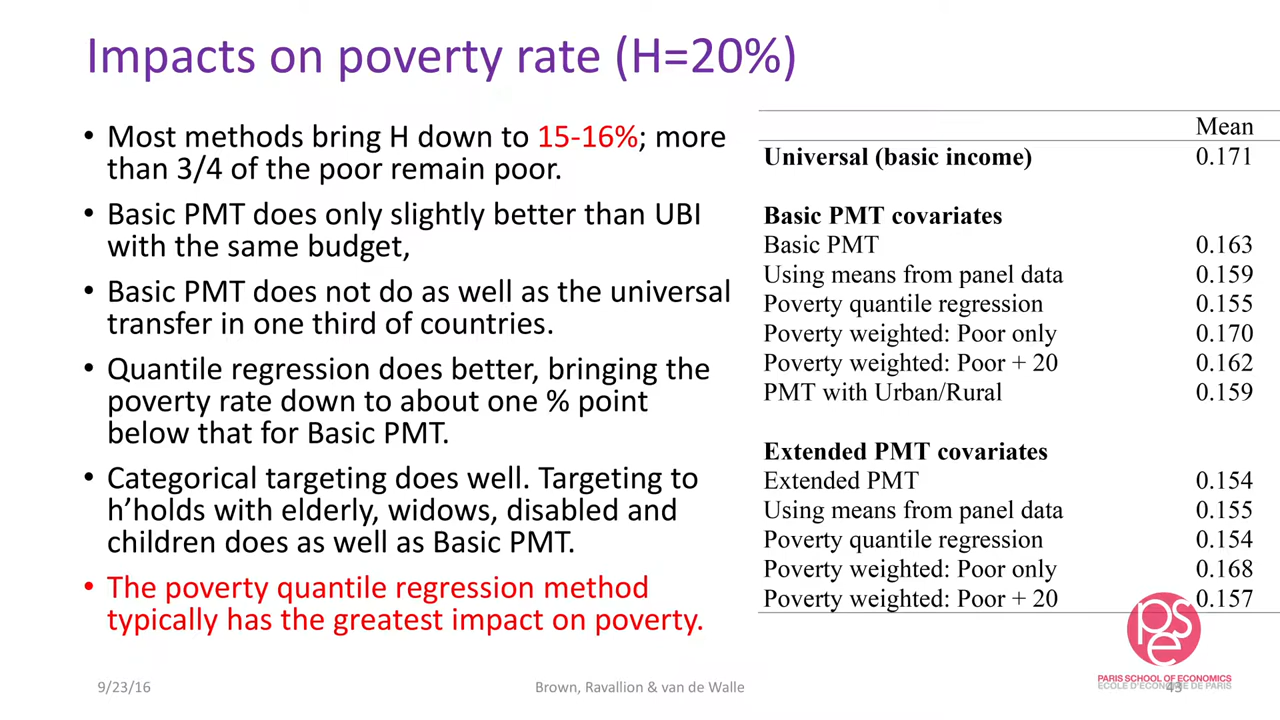 Impacts on poverty rate (H=20%)
• Most methods bring H down to 15-16%; more
than 3/4 of the poor remain poor.
• Basic PMT does only slightly better than UBI
with the same budget,
• Basic PMT does not do as well as the universal
transfer in one third of countries.
• Quantile regression does better, bringing the
poverty rate down to about one % point
below that for Basic PMT.
• Categorical targeting does well. Targeting to
h’holds with elderly, widows, disabled and
children does as well as Basic PMT.
• The poverty quantile regression method
typically has the greatest impact on poverty.
Mean
Universal (basic income) 0.171
Basic PMT covariates
Basic PMT 0.163
Using means from panel data 0.159
Poverty quantile regression 0.155
Poverty weighted: Poor only 0.170
Poverty weighted: Poor + 20 0.162
PMT with Urban/Rural 0.159
Extended PMT covariates
Extended PMT 0.154
Using means from panel data 0.155
Poverty quantile regression 0.154
Poverty weighted: Poor only 0.168
Poverty weighted: Poor + 20 0.157
pse
PARIS SCHOOL OF ECONOMICS
ECOLE D'ECONOMIE DE PARIS
9/23/16
Brown, Ravallion & van de Walle
43